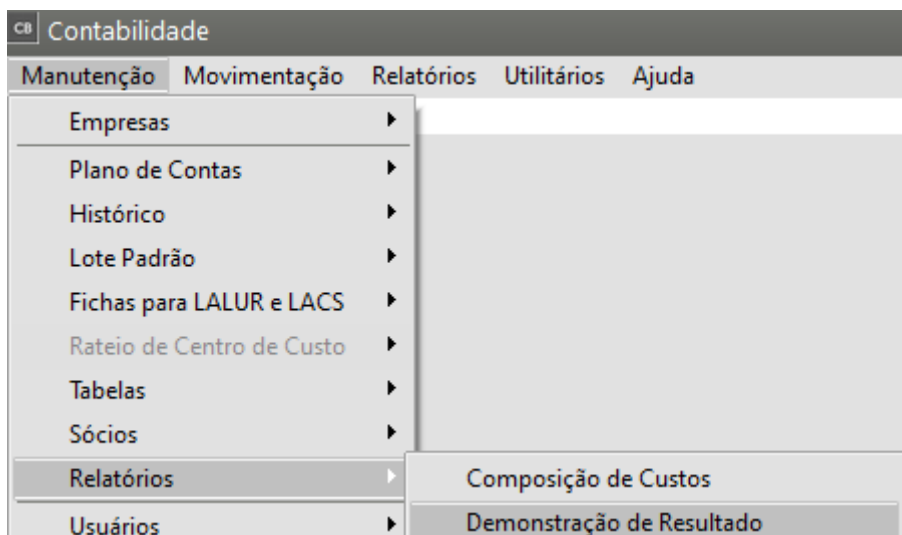 CB Contabilidade
Manutenção Movimentação Relatórios Utilitários Ajuda
Empresas
Plano de Contas
Histórico
Lote Padrão
Fichas para LALUR e LACS
Rateio de Centro de Custo
Tabelas
Sócios
Relatórios Composição de Custos
Usuários Demonstração de Resultado